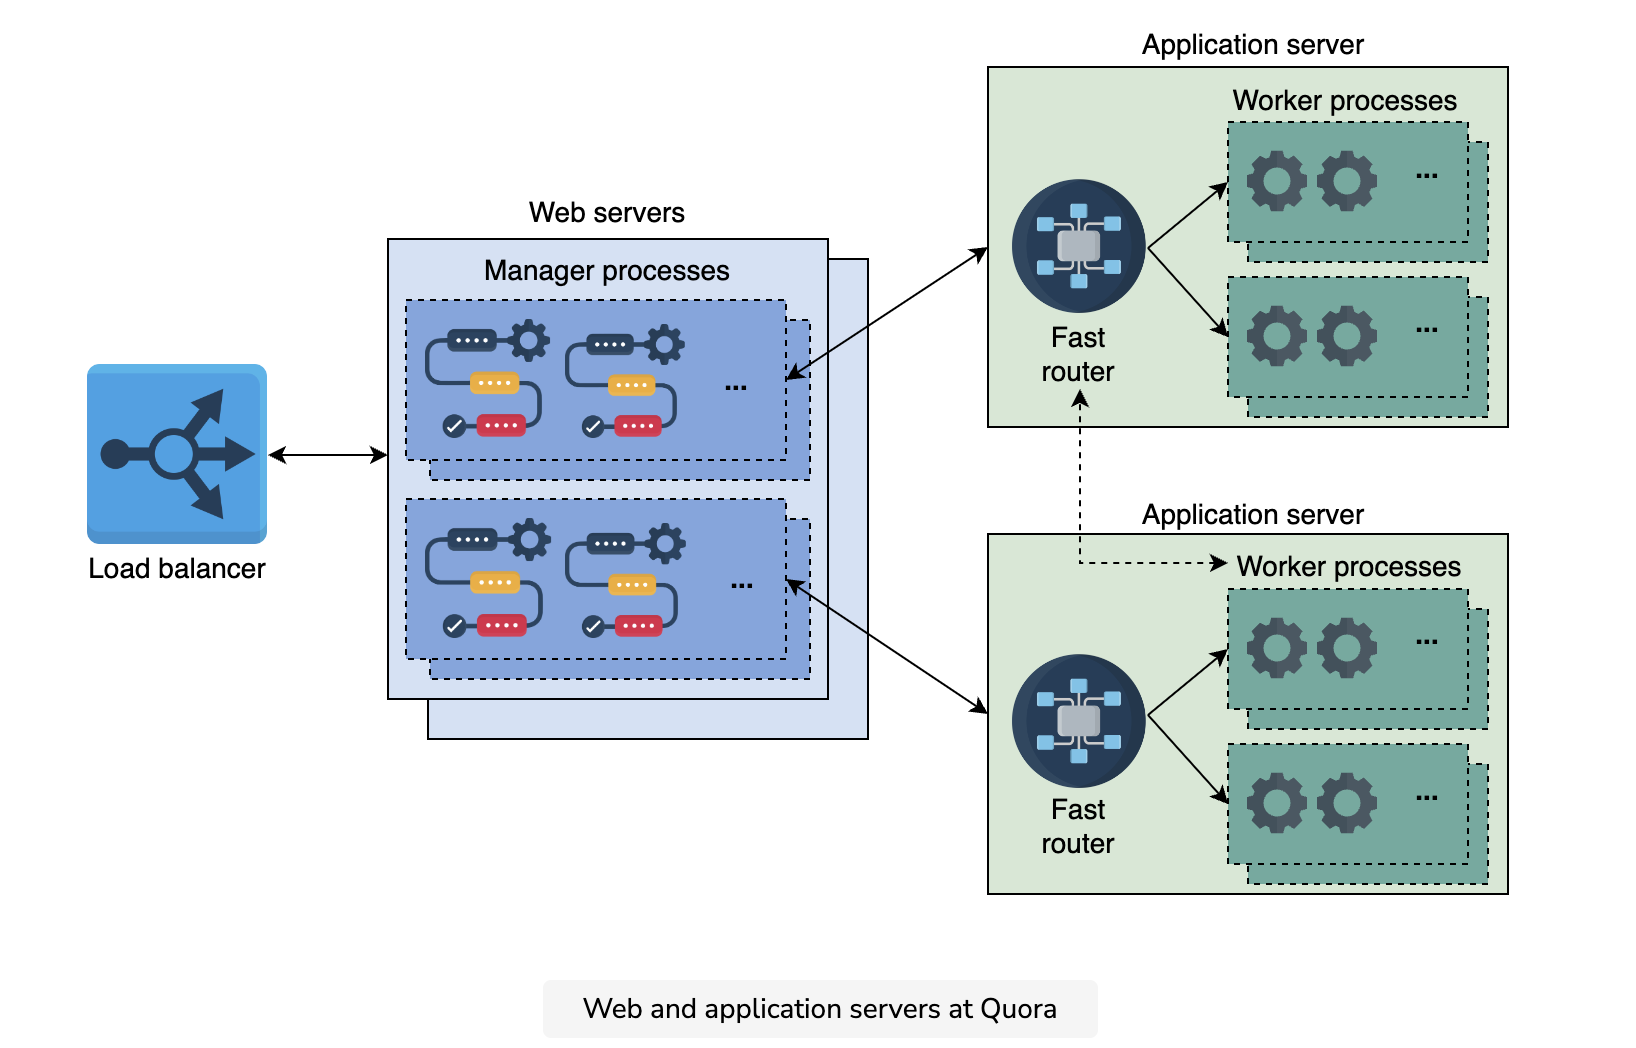 Application server
Worker processes
...
Fast
router
...
Web servers
Manager processes
...
...
Load balancer
Application server
Worker processes
...
Fast
router
...
Web and application servers at Quora